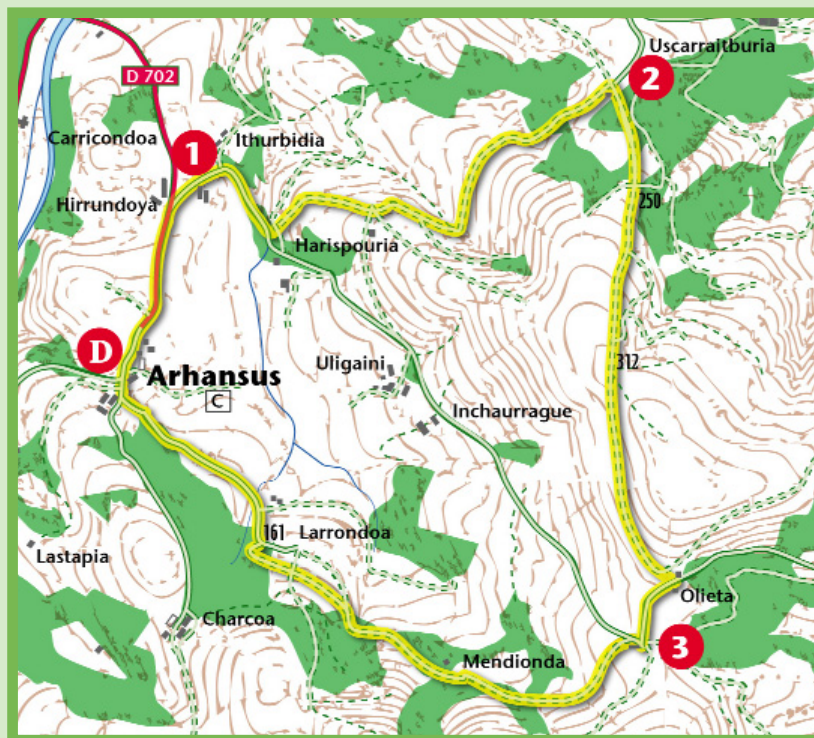 Uscarraitburia
2
D 702
Carricondoa
1
Ithurbidia
Hirrundoya
250
Harispouria
D
Arhansus
C
Uligaini
312
Inchaurrague
161
Larrondoa
Lastapia
Olieta
Charcoa
3
Mendionda